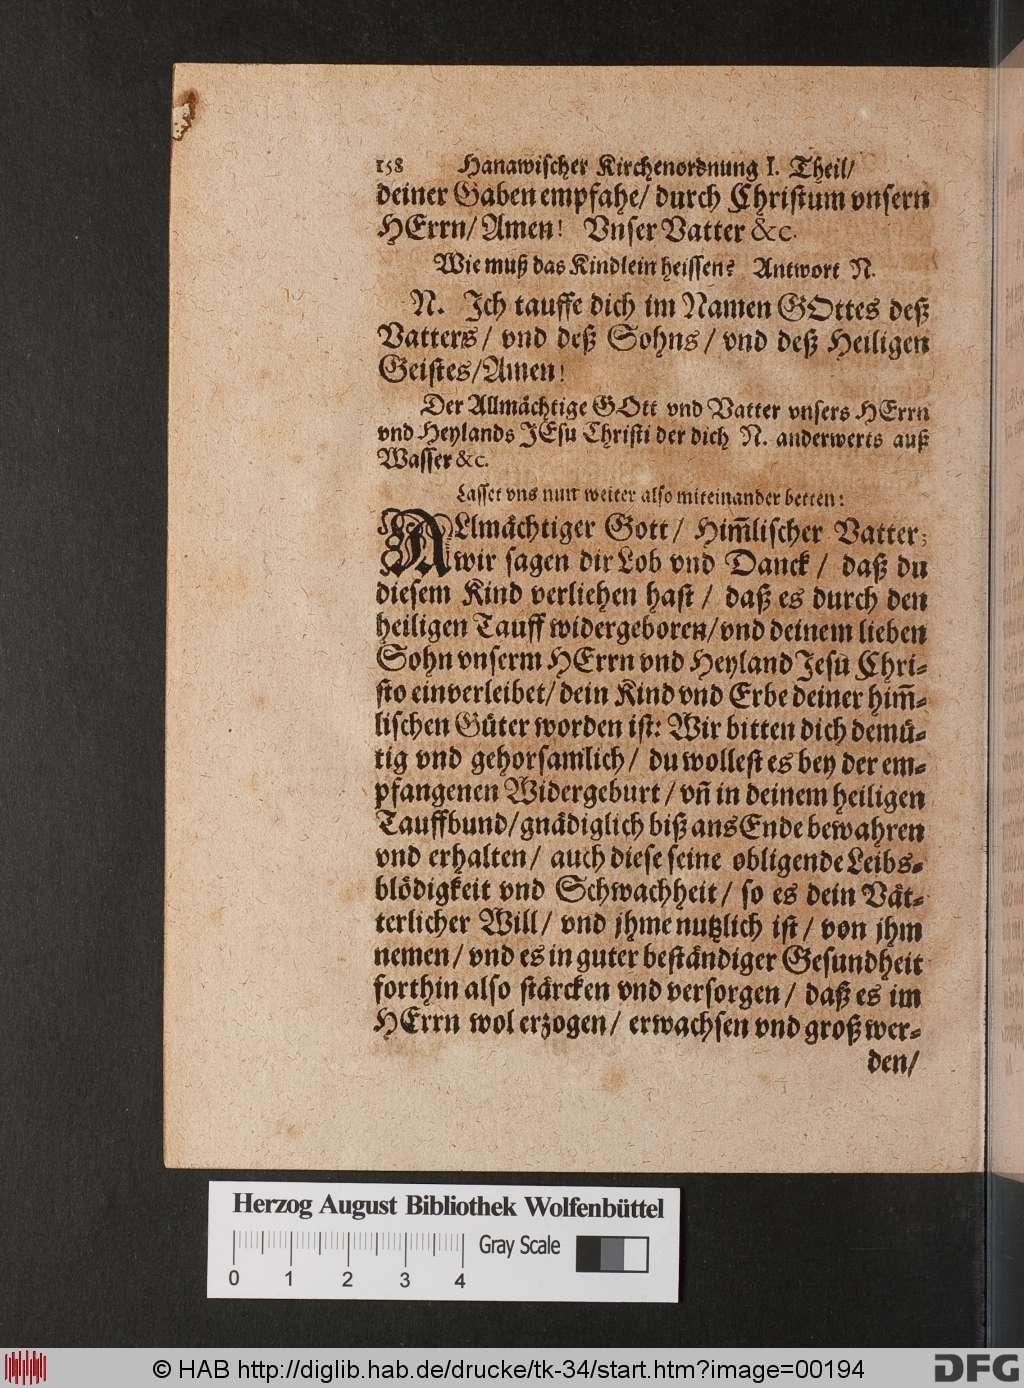 158 Hanawischer Kirchenordnung I. Theil/
deiner Gaben empfahe/ durch Christum vnsern
HErrn/ Amen! Vnser Vatter &c.
Wie muß das Kindlein heissen? Antwort N.
N. Ich tauffe dich im Namen GOttes deß
Vatters/ vnd deß Sohns/ vnd deß Heiligen
Geistes/ Amen!
Der Allmächtige GOtt vnd Vatter vnsers HErrn
vnd Heylands JEsu Christi der dich N. anderwerts auß
Wasser &c.
Lasset vns nun weiter also miteinander betten:
ALlmächtiger Gott/ Him̃lischer Vatter;
wir sagen dir Lob vnd Danck/ daß du
diesem Kind verliehen hast/ daß es durch den
heiligen Tauff widergeboren/ vnd deinem lieben
Sohn vnserm HErrn vnd Heyland Jesu Chri-
sto einverleibet/ dein Kind vnd Erbe deiner him̃-
lischen Güter worden ist: Wir bitten dich demü-
tig vnd gehorsamlich/ du wollest es bey der em-
pfangenen Widergeburt/ vñ in deinem heiligen
Tauffbund/ gnädiglich biß ans Ende bewahren
vnd erhalten/ auch diese seine obligende Leibs-
blödigkeit vnd Schwachheit/ so es dein Vät-
terlicher Will/ vnd jhme nutzlich ist/ von jhm
nemen/ vnd es in guter beständiger Gesundheit
forthin also stärcken vnd versorgen/ daß es im
HErrn wol erzogen/ erwachsen vnd groß wer-
den/
Herzog August Bibliothek Wolfenbüttel
Gray Scale
0 1 2 3 4
© HAB http://diglib.hab.de/drucke/tk-34/start.htm?image=00194
DFG